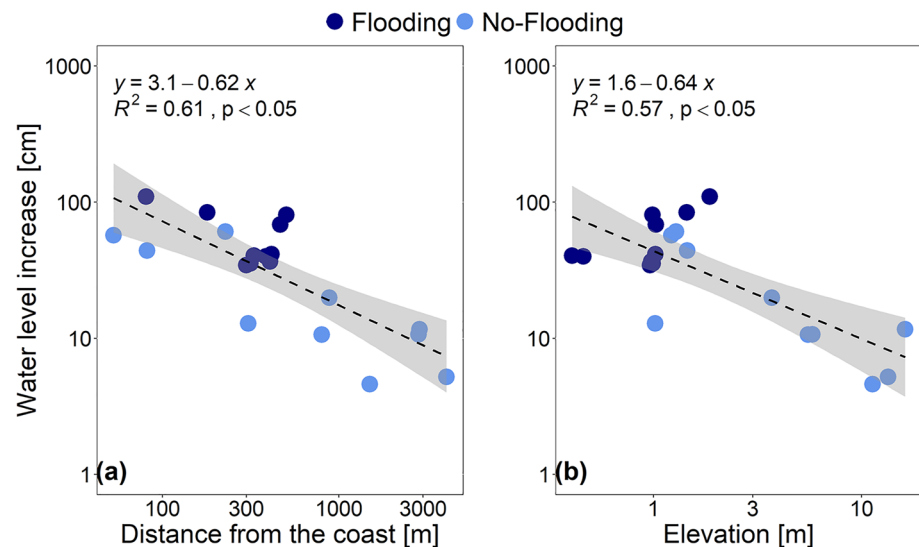 Flooding No-Flooding
Water level increase [cm]
1000
100
10
1
y = 3.1 – 0.62 x
R² = 0.61 , p < 0.05
(a)
100 300 1000 3000
Distance from the coast [m]
1000
100
10
1
y = 1.6 – 0.64 x
R² = 0.57 , p < 0.05
(b)
1 3 10
Elevation [m]